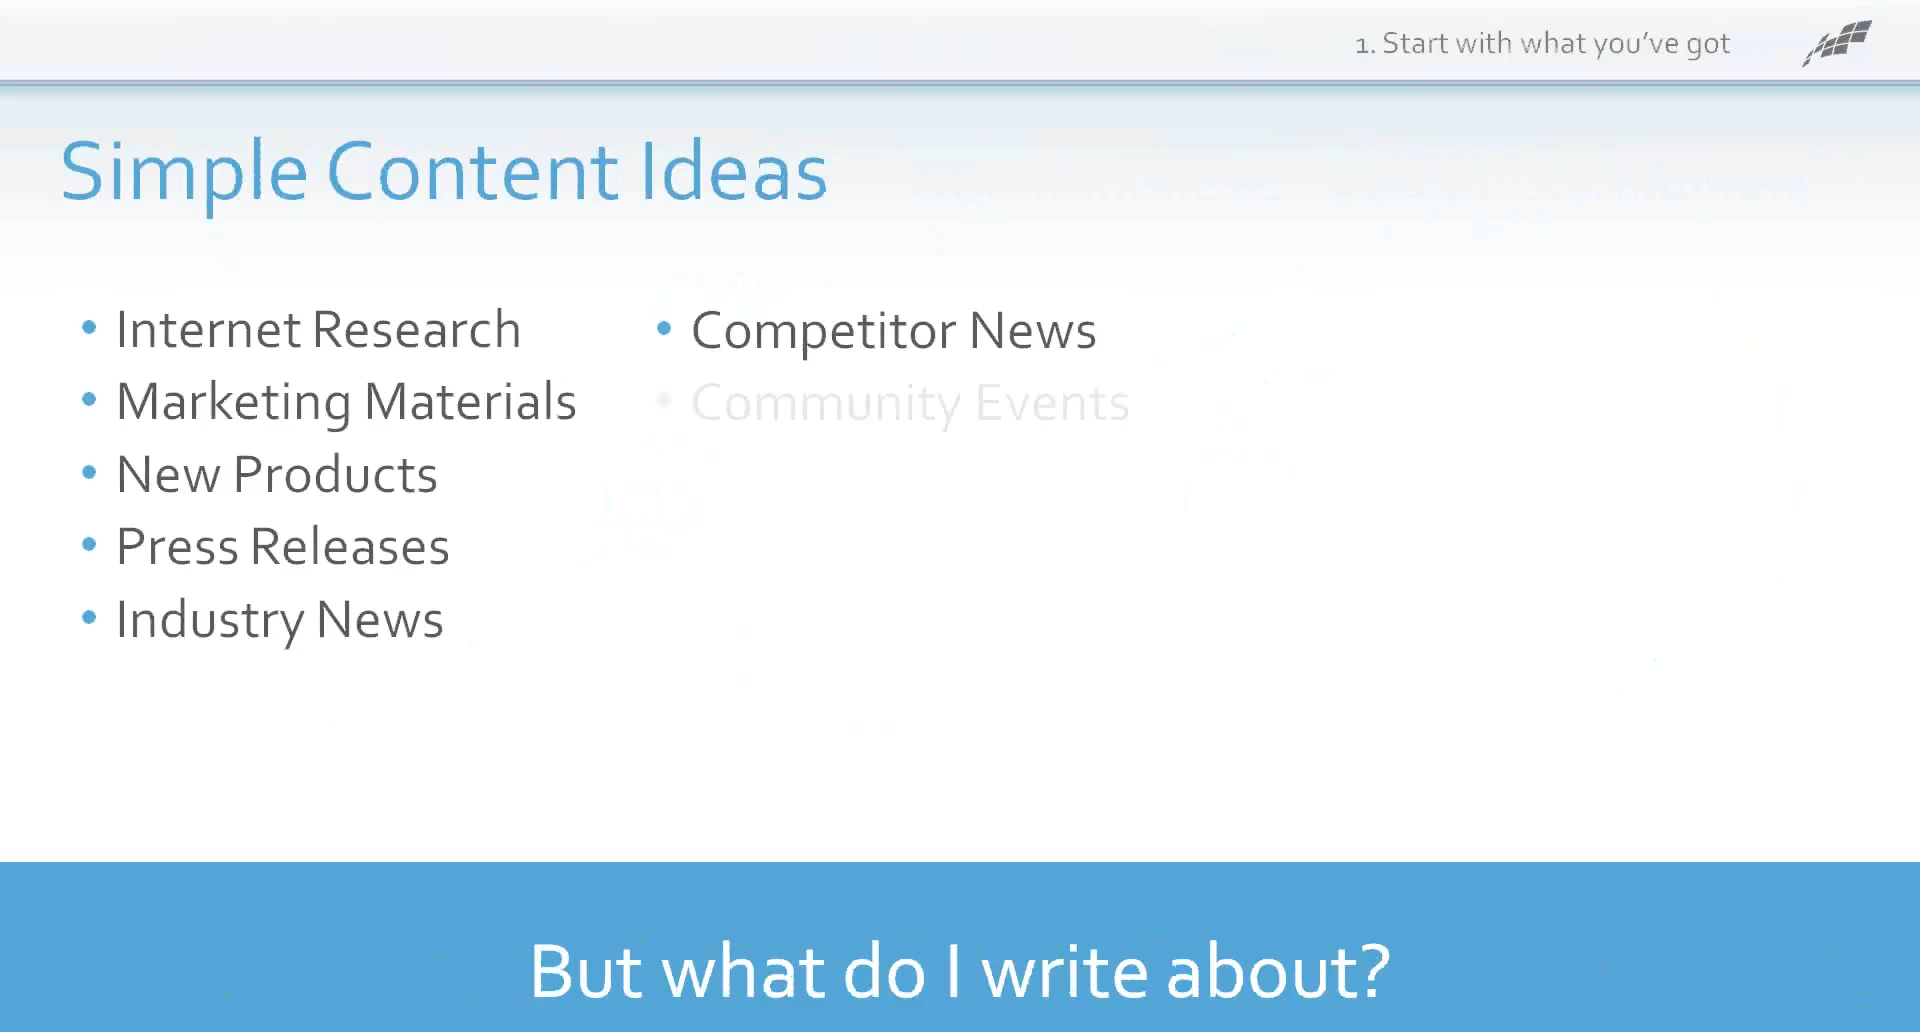 1. Start with what you've got
Simple Content Ideas
• Internet Research
• Marketing Materials
• New Products
• Press Releases
• Industry News
• Competitor News
• Community Events
But what do I write about?